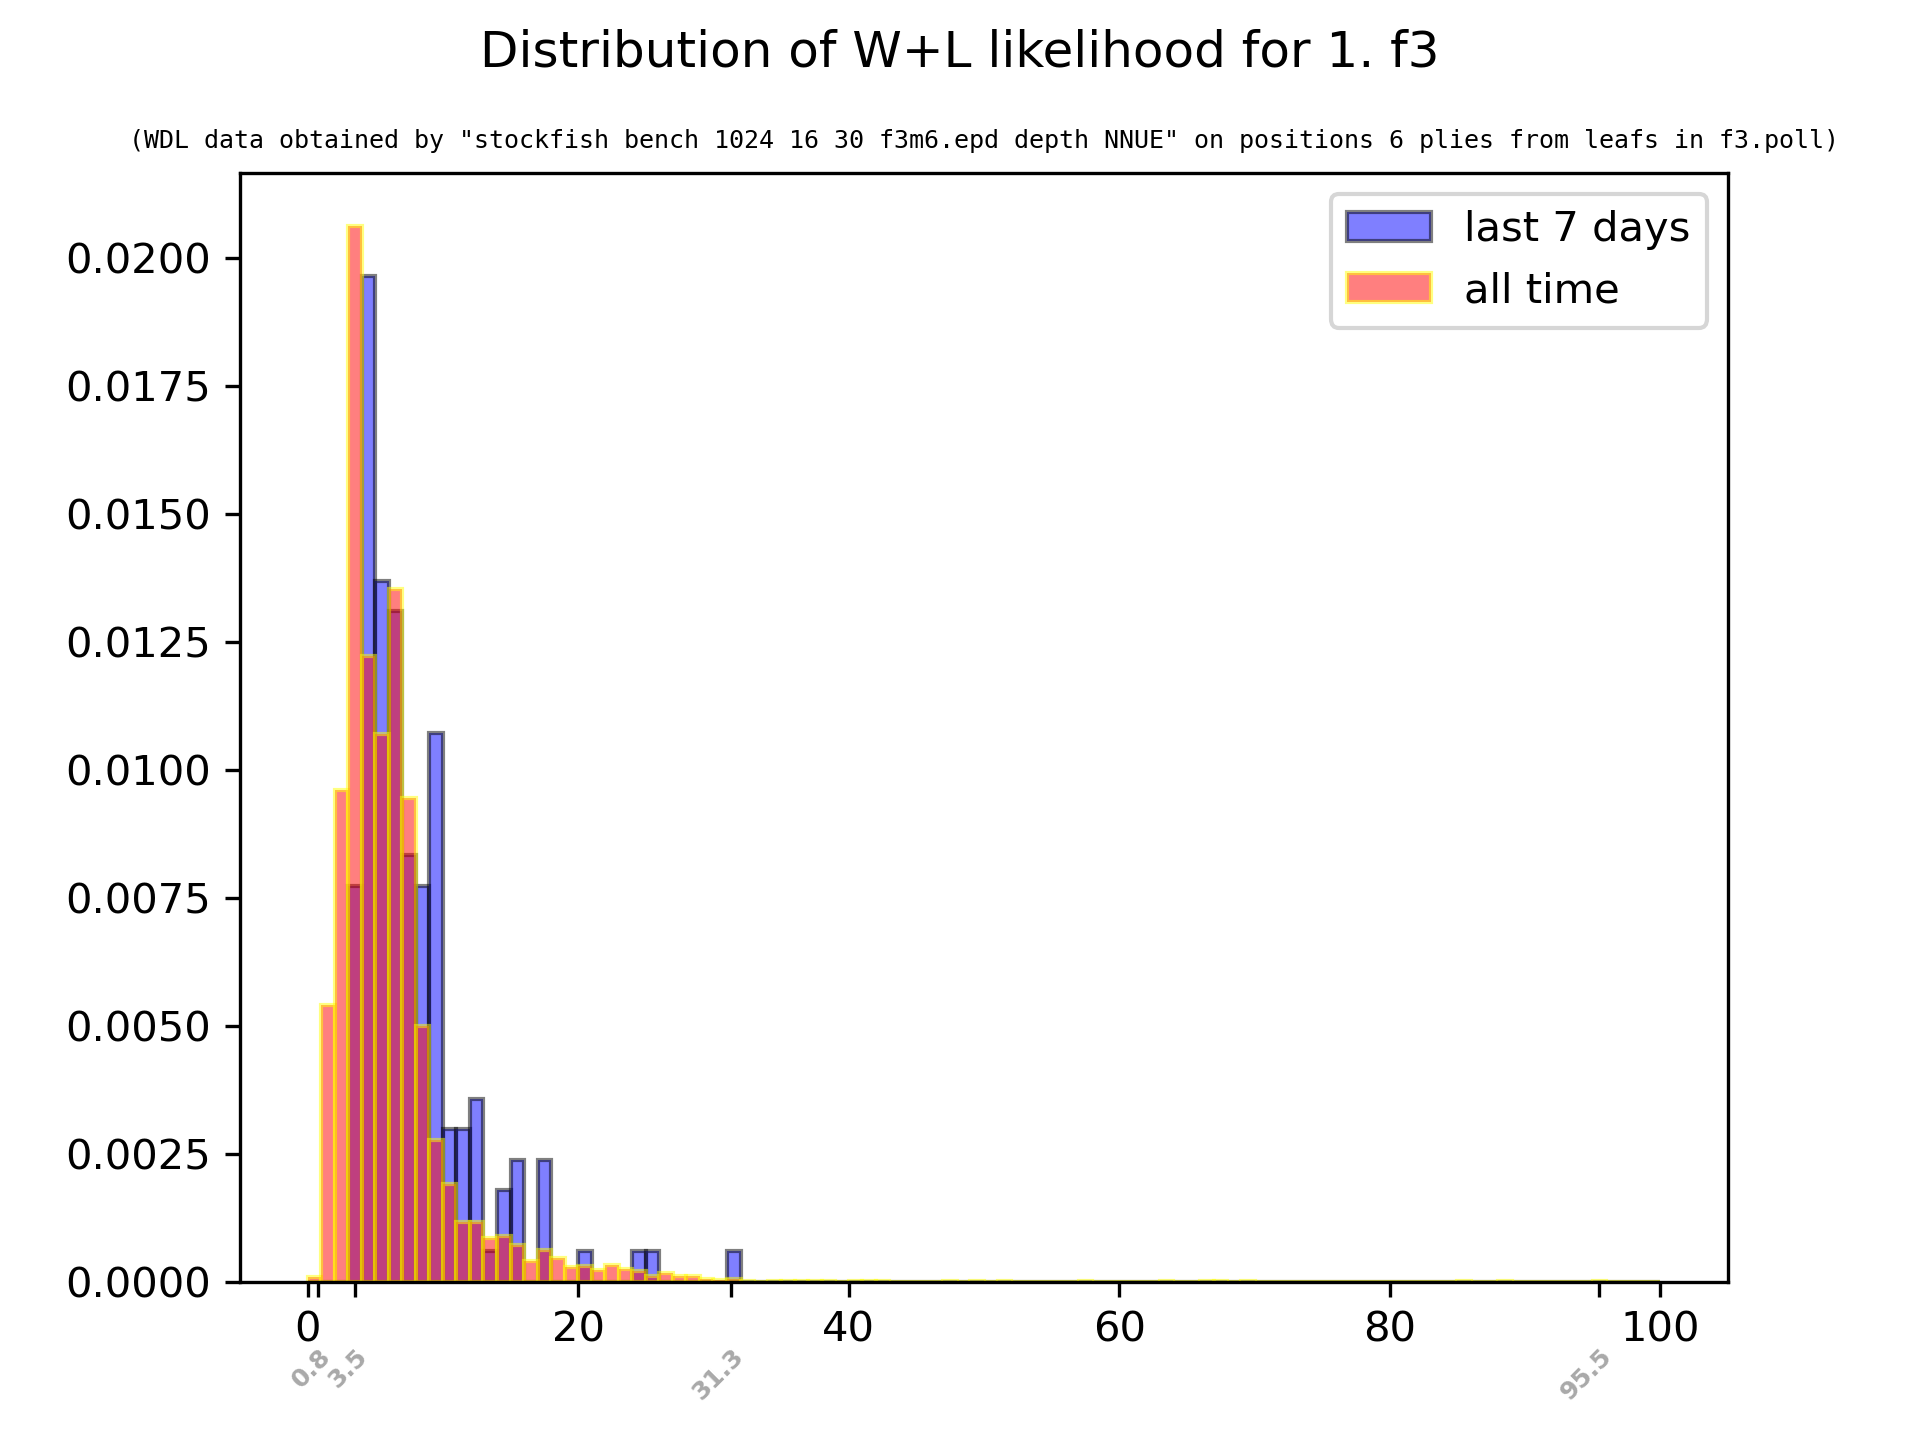 Distribution of W+L likelihood for 1. f3
(WDL data obtained by "stockfish bench 1024 16 30 f3m6.epd depth NNUE" on positions 6 plies from leafs in f3.poll)
last 7 days
all time
0.0200
0.0175
0.0150
0.0125
0.0100
0.0075
0.0050
0.0025
0.0000
0 20 40 60 80 100
0.8 3.5 31.3 95.5